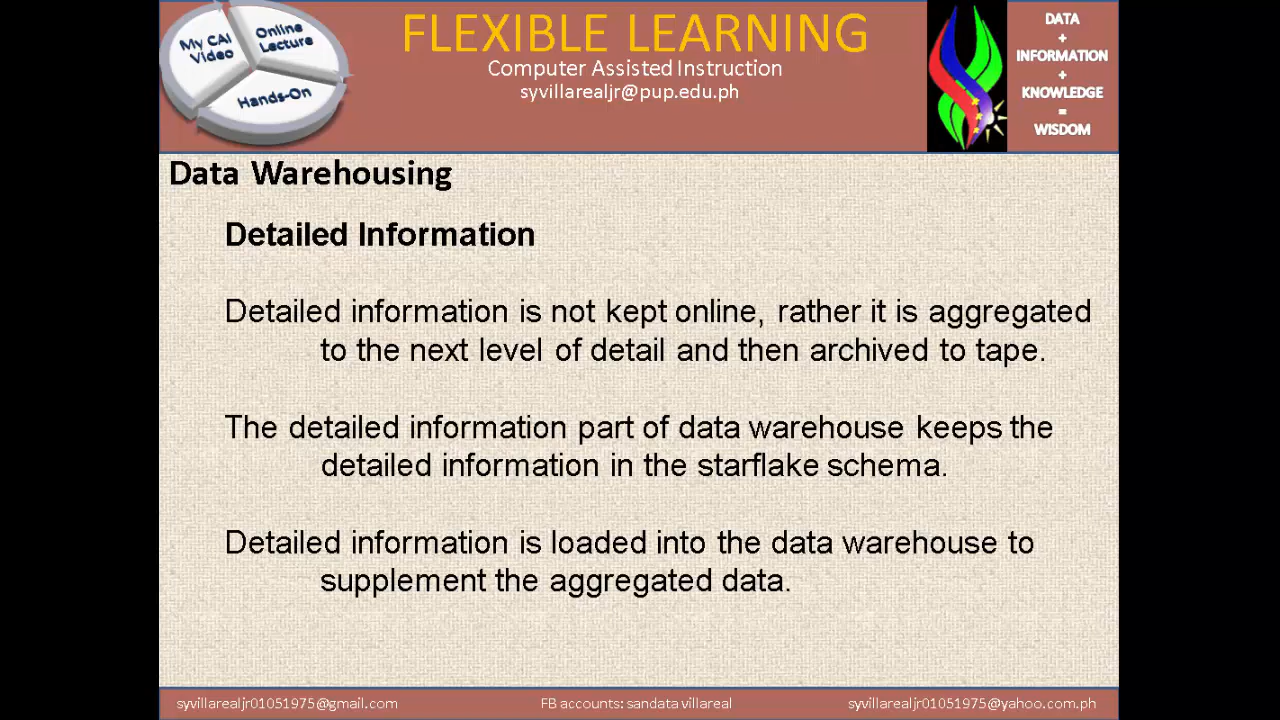 My CAI
Video
Online
Lecture
Hands-On
FLEXIBLE LEARNING
Computer Assisted Instruction
syvillarealjr@pup.edu.ph
DATA
+
INFORMATION
+
KNOWLEDGE
=
WISDOM
Data Warehousing
Detailed Information
Detailed information is not kept online, rather it is aggregated
to the next level of detail and then archived to tape.
The detailed information part of data warehouse keeps the
detailed information in the starflake schema.
Detailed information is loaded into the data warehouse to
supplement the aggregated data.
syvillarealjr01051975@gmail.com
FB accounts: sandata villareal
syvillarealjr01051975@yahoo.com.ph